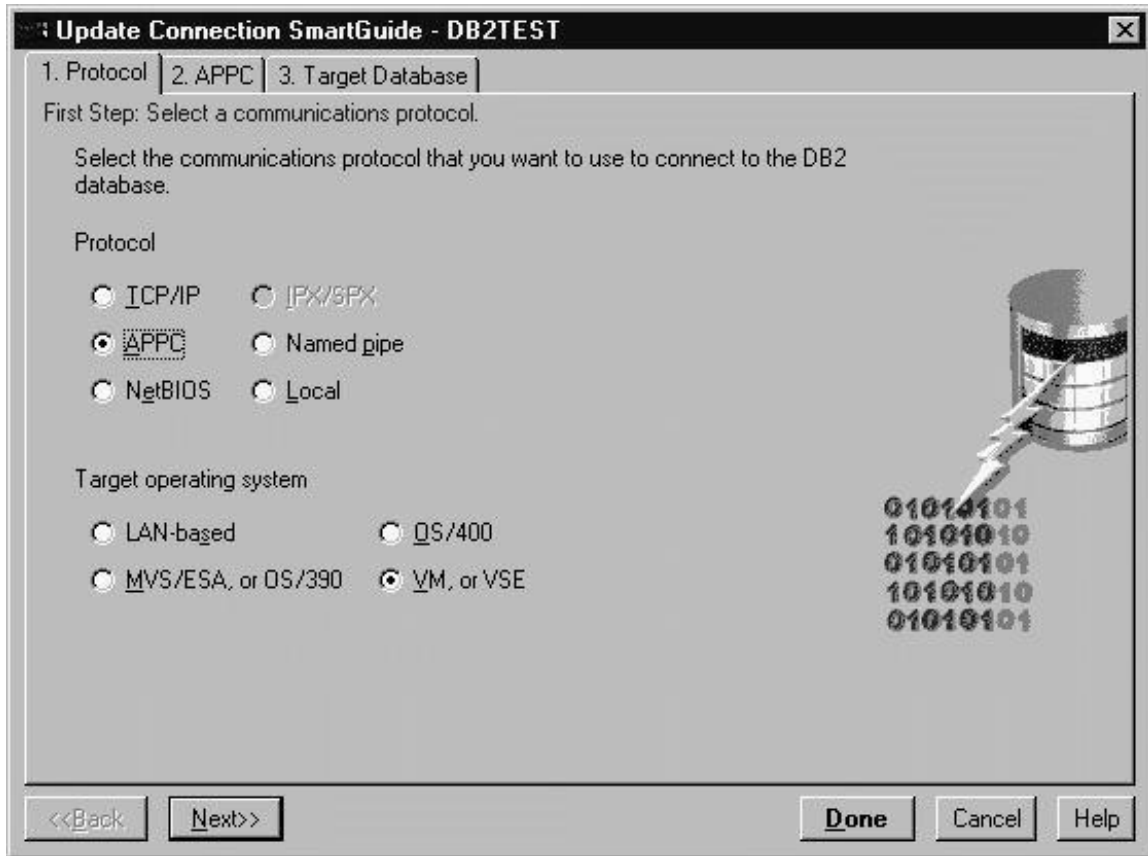 Update Connection SmartGuide - DB2TEST
1. Protocol 2. APPC 3. Target Database
First Step: Select a communications protocol.
Select the communications protocol that you want to use to connect to the DB2
database.
Protocol
TCP/IP IPX/SPX
APPC Named pipe
NetBIOS Local
Target operating system
LAN-based OS/400
MVS/ESA, or OS/390 VM, or VSE
01010101
10101010
01010101
10101010
01010101
<<Back Next>> Done Cancel Help